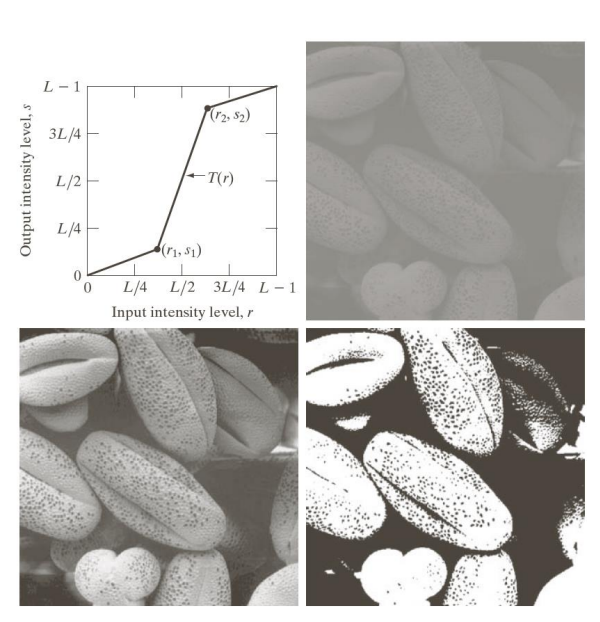 L − 1
(r₂, s₂)
3L/4
L/2
T(r)
L/4
(r₁, s₁)
0
0 L/4 L/2 3L/4 L − 1
Input intensity level, r
Output intensity level, s